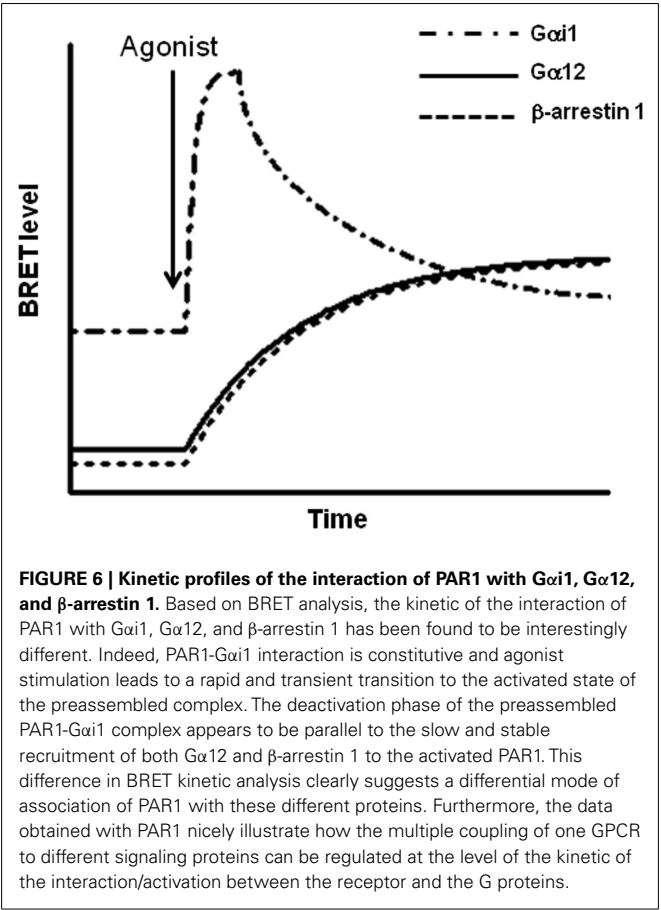 Agonist
Gαi1
Gα12
β-arrestin 1
BRET level
Time
FIGURE 6 | Kinetic profiles of the interaction of PAR1 with Gαi1, Gα12,
and β-arrestin 1. Based on BRET analysis, the kinetic of the interaction of
PAR1 with Gαi1, Gα12, and β-arrestin 1 has been found to be interestingly
different. Indeed, PAR1-Gαi1 interaction is constitutive and agonist
stimulation leads to a rapid and transient transition to the activated state of
the preassembled complex. The deactivation phase of the preassembled
PAR1-Gαi1 complex appears to be parallel to the slow and stable
recruitment of both Gα12 and β-arrestin 1 to the activated PAR1. This
difference in BRET kinetic analysis clearly suggests a differential mode of
association of PAR1 with these different proteins. Furthermore, the data
obtained with PAR1 nicely illustrate how the multiple coupling of one GPCR
to different signaling proteins can be regulated at the level of the kinetic of
the interaction/activation between the receptor and the G proteins.